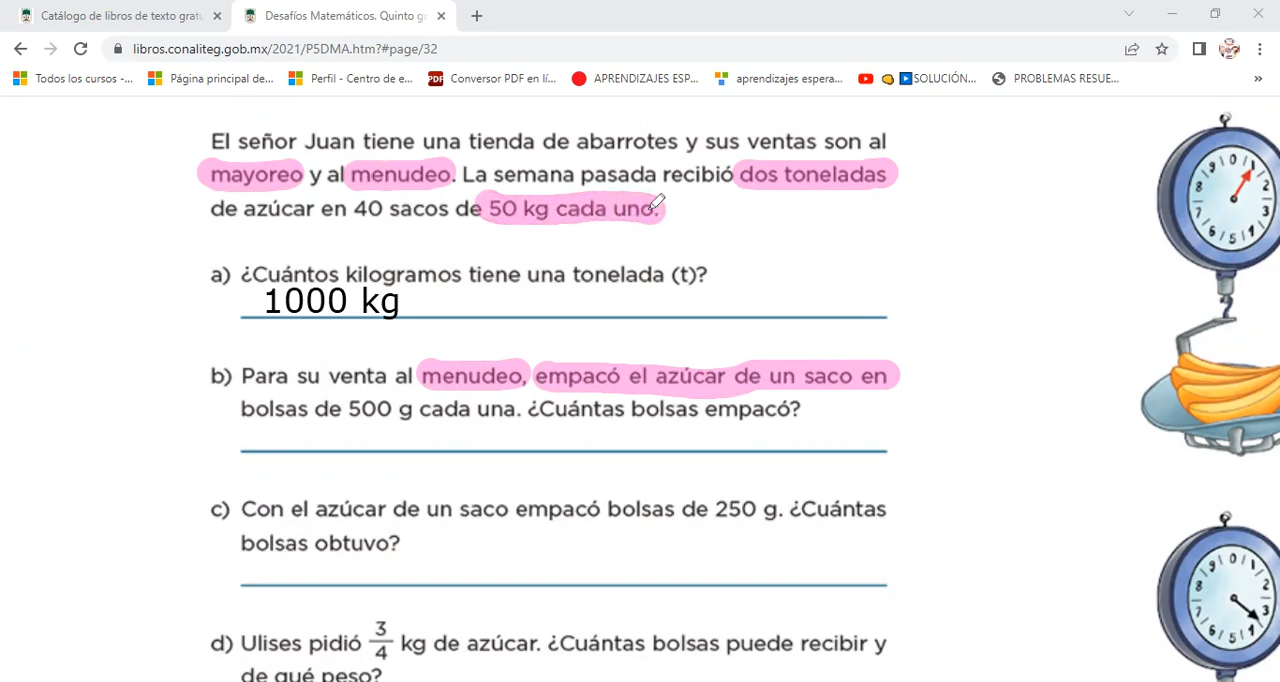 Catálogo de libros de texto gratu
Desafíos Matemáticos. Quinto gr
libros.conaliteg.gob.mx/2021/P5DMA.htm?#page/32
Todos los cursos -...
Página principal de...
Perfil - Centro de e...
PDF
Conversor PDF en lí...
APRENDIZAJES ESP...
aprendizajes espera...
SOLUCIÓN...
PROBLEMAS RESUE...
»
El señor Juan tiene una tienda de abarrotes y sus ventas son al
mayoreo y al menudeo. La semana pasada recibió dos toneladas
de azúcar en 40 sacos de 50 kg cada uno.
a) ¿Cuántos kilogramos tiene una tonelada (t)?
1000 kg
b) Para su venta al menudeo, empacó el azúcar de un saco en
bolsas de 500 g cada una. ¿Cuántas bolsas empacó?
c) Con el azúcar de un saco empacó bolsas de 250 g. ¿Cuántas
bolsas obtuvo?
d) Ulises pidió 3/4 kg de azúcar. ¿Cuántas bolsas puede recibir y
de qué peso?